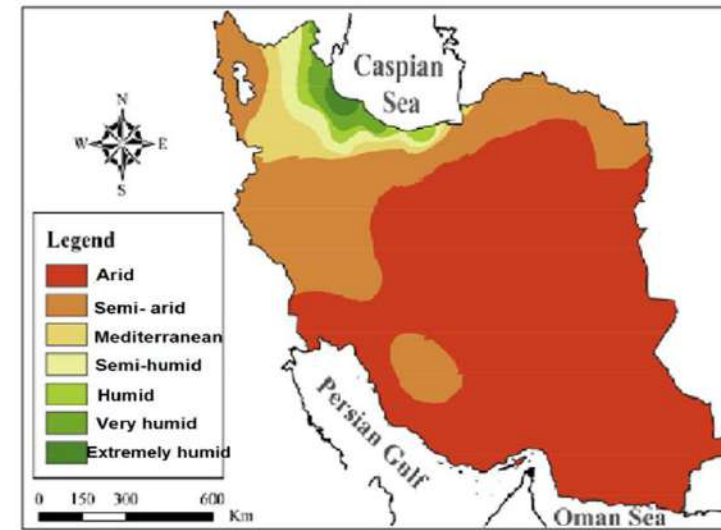 Caspian
Sea
N
W
E
S
Legend
Arid
Semi- arid
Mediterranean
Semi-humid
Humid
Very humid
Extremely humid
0 150 300 600
Km
Persian Gulf
Oman Sea